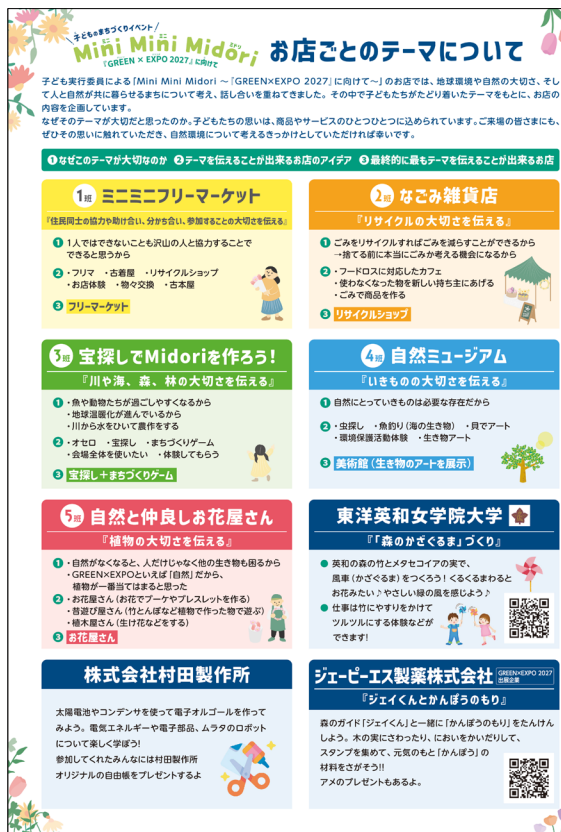 子どものまちづくりイベント
ミニ ミニ ミドリ
Mini Mini Midori
『GREEN × EXPO 2027』に向けて
お店ごとのテーマについて
子ども実行委員による「Mini Mini Midori ～『GREEN×EXPO 2027』に向けて～」のお店では、地球環境や自然の大切さ、そし
て人と自然が共に暮らせるまちについて考え、話し合いを重ねてきました。その中で子どもたちがたどり着いたテーマをもとに、お店の
内容を企画しています。
なぜそのテーマが大切だと思ったのか。子どもたちの思いは、商品やサービスのひとつひとつに込められています。ご来場の皆さまにも、
ぜひその思いに触れていただき、自然環境について考えるきっかけとしていただければ幸いです。
❶なぜこのテーマが大切なのか ❷テーマを伝えることが出来るお店のアイデア ❸最終的に最もテーマを伝えることが出来るお店
1班 ミニミニフリーマーケット
『住民同士の協力や助け合い、分かち合い、参加することの大切さを伝える』
❶ 1人ではできないことも沢山の人と協力することで
できると思うから
❷ ・フリマ ・古着屋 ・リサイクルショップ
・お店体験 ・物々交換 ・古本屋
❸ フリーマーケット
2班 なごみ雑貨店
『リサイクルの大切さを伝える』
❶ ごみをリサイクルすればごみを減らすことができるから
→捨てる前に本当にごみか考える機会になるから
❷ ・フードロスに対応したカフェ
・使わなくなった物を新しい持ち主にあげる
・ごみで商品を作る
❸ リサイクルショップ
3班 宝探しでMidoriを作ろう！
『川や海、森、林の大切さを伝える』
❶ ・魚や動物たちが過ごしやすくなるから
・地球温暖化が進んでいるから
・川から水をひいて農作をする
❷ ・オセロ ・宝探し ・まちづくりゲーム
・会場全体を使いたい ・体験してもらう
❸ 宝探し＋まちづくりゲーム
4班 自然ミュージアム
『いきものの大切さを伝える』
❶ 自然にとっていきものは必要な存在だから
❷ ・虫探し ・魚釣り（海の生き物） ・貝でアート
・環境保護活動体験 ・生き物アート
❸ 美術館（生き物のアートを展示）
5班 自然と仲良しお花屋さん
『植物の大切さを伝える』
❶ ・自然がなくなると、人だけじゃなく他の生き物も困るから
・GREEN×EXPOといえば「自然」だから、
植物が一番当てはまると思った
❷ ・お花屋さん（お花でブーケやブレスレットを作る）
・昔遊び屋さん（竹とんぼなど植物で作った物で遊ぶ）
・植木屋さん（生け花などをする）
❸ お花屋さん
東洋英和女学院大学
『「森のかざぐるま」づくり』
● 英和の森の竹とメタセコイアの実で、
風車（かざぐるま）をつくろう！くるくるまわると
お花みたい♪やさしい緑の風を感じよう♪
● 仕事は竹にやすりをかけて
ツルツルにする体験などが
できます！
株式会社村田製作所
太陽電池やコンデンサを使って電子オルゴールを作って
みよう。電気エネルギーや電子部品、ムラタのロボット
について楽しく学ぼう！
参加してくれたみんなには村田製作所
オリジナルの自由帳をプレゼントするよ
ジェーピーエス製薬株式会社 GREEN×EXPO 2027
出展企業
『ジェイくんとかんぽうのもり』
森のガイド「ジェイくん」と一緒に「かんぽうのもり」をたんけん
しよう。木の実にさわったり、においをかいだりして、
スタンプを集めて、元気のもと「かんぽう」の
材料をさがそう!!
アメのプレゼントもあるよ。